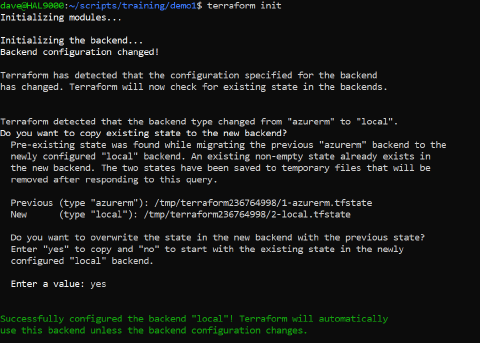 dave@HAL9000:~/scripts/training/demo1$ terraform init
Initializing modules...
Initializing the backend...
Backend configuration changed!
Terraform has detected that the configuration specified for the backend
has changed. Terraform will now check for existing state in the backends.
Terraform detected that the backend type changed from "azurerm" to "local".
Do you want to copy existing state to the new backend?
Pre-existing state was found while migrating the previous "azurerm" backend to the
newly configured "local" backend. An existing non-empty state already exists in
the new backend. The two states have been saved to temporary files that will be
removed after responding to this query.
Previous (type "azurerm"): /tmp/terraform236764998/1-azurerm.tfstate
New (type "local"): /tmp/terraform236764998/2-local.tfstate
Do you want to overwrite the state in the new backend with the previous state?
Enter "yes" to copy and "no" to start with the existing state in the newly
configured "local" backend.
Enter a value: yes
Successfully configured the backend "local"! Terraform will automatically
use this backend unless the backend configuration changes.